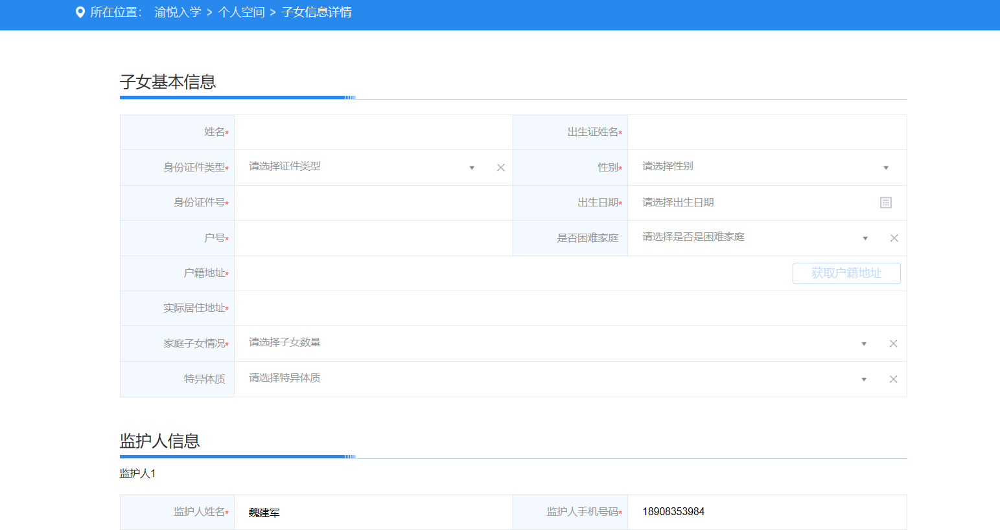 所在位置： 渝悦入学 > 个人空间 > 子女信息详情
子女基本信息
姓名* 出生证姓名*
身份证件类型* 请选择证件类型 性别* 请选择性别
身份证件号* 出生日期* 请选择出生日期
户号* 是否困难家庭 请选择是否是困难家庭
户籍地址* 获取户籍地址
实际居住地址*
家庭子女情况* 请选择子女数量
特异体质 请选择特异体质
监护人信息
监护人1
监护人姓名* 魏建军 监护人手机号码* 18908353984